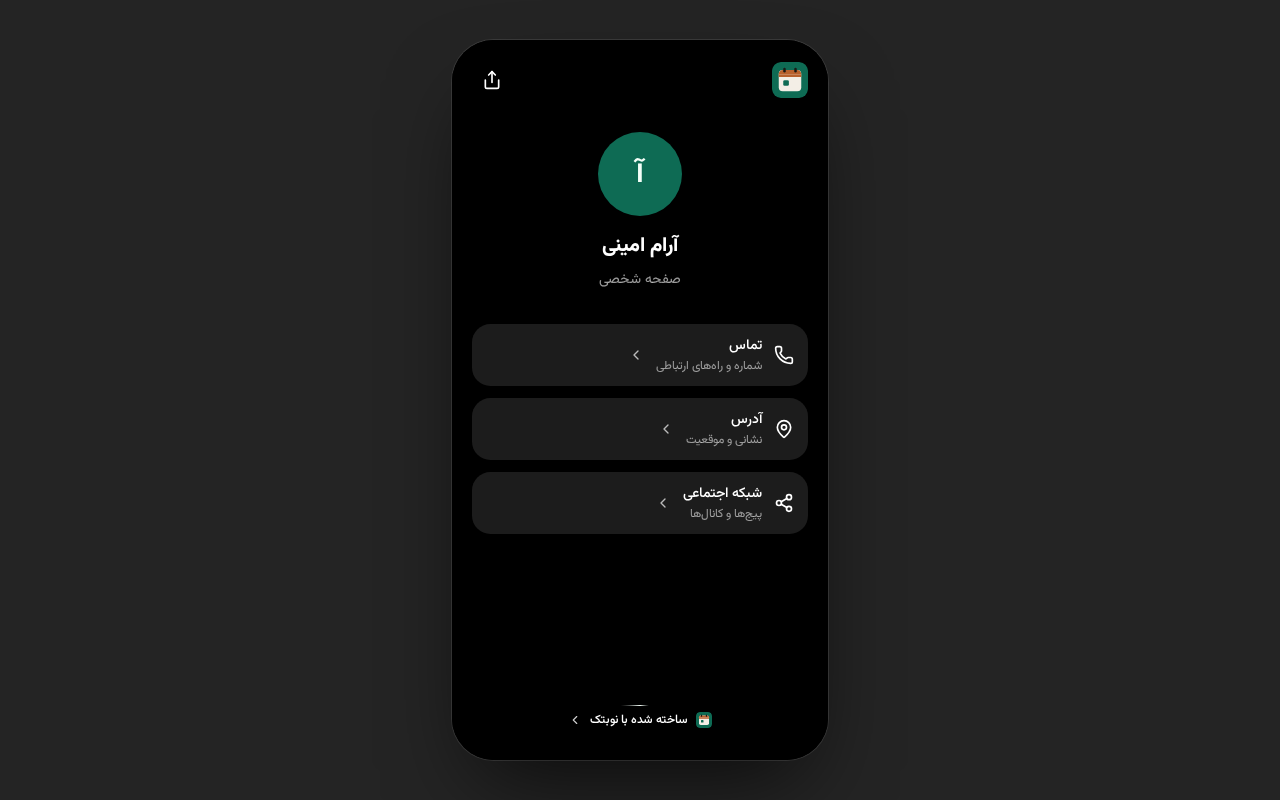 آ
آرام امینی
صفحه شخصی
تماس
شماره و راه‌های ارتباطی
آدرس
نشانی و موقعیت
شبکه اجتماعی
پیج‌ها و کانال‌ها
ساخته شده با نوبتک